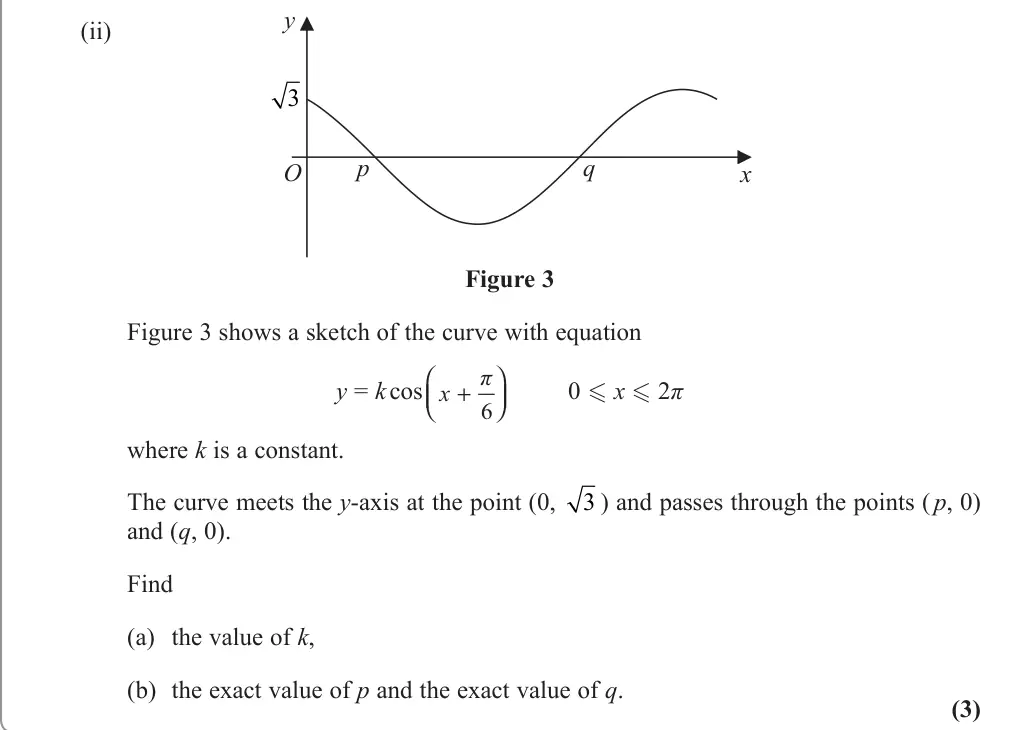 (ii)
y
√3
O
p
q
x
Figure 3
Figure 3 shows a sketch of the curve with equation
y = k cos(x + π/6)    0 ⩽ x ⩽ 2π
where k is a constant.
The curve meets the y-axis at the point (0, √3) and passes through the points (p, 0)
and (q, 0).
Find
(a) the value of k,
(b) the exact value of p and the exact value of q.
(3)